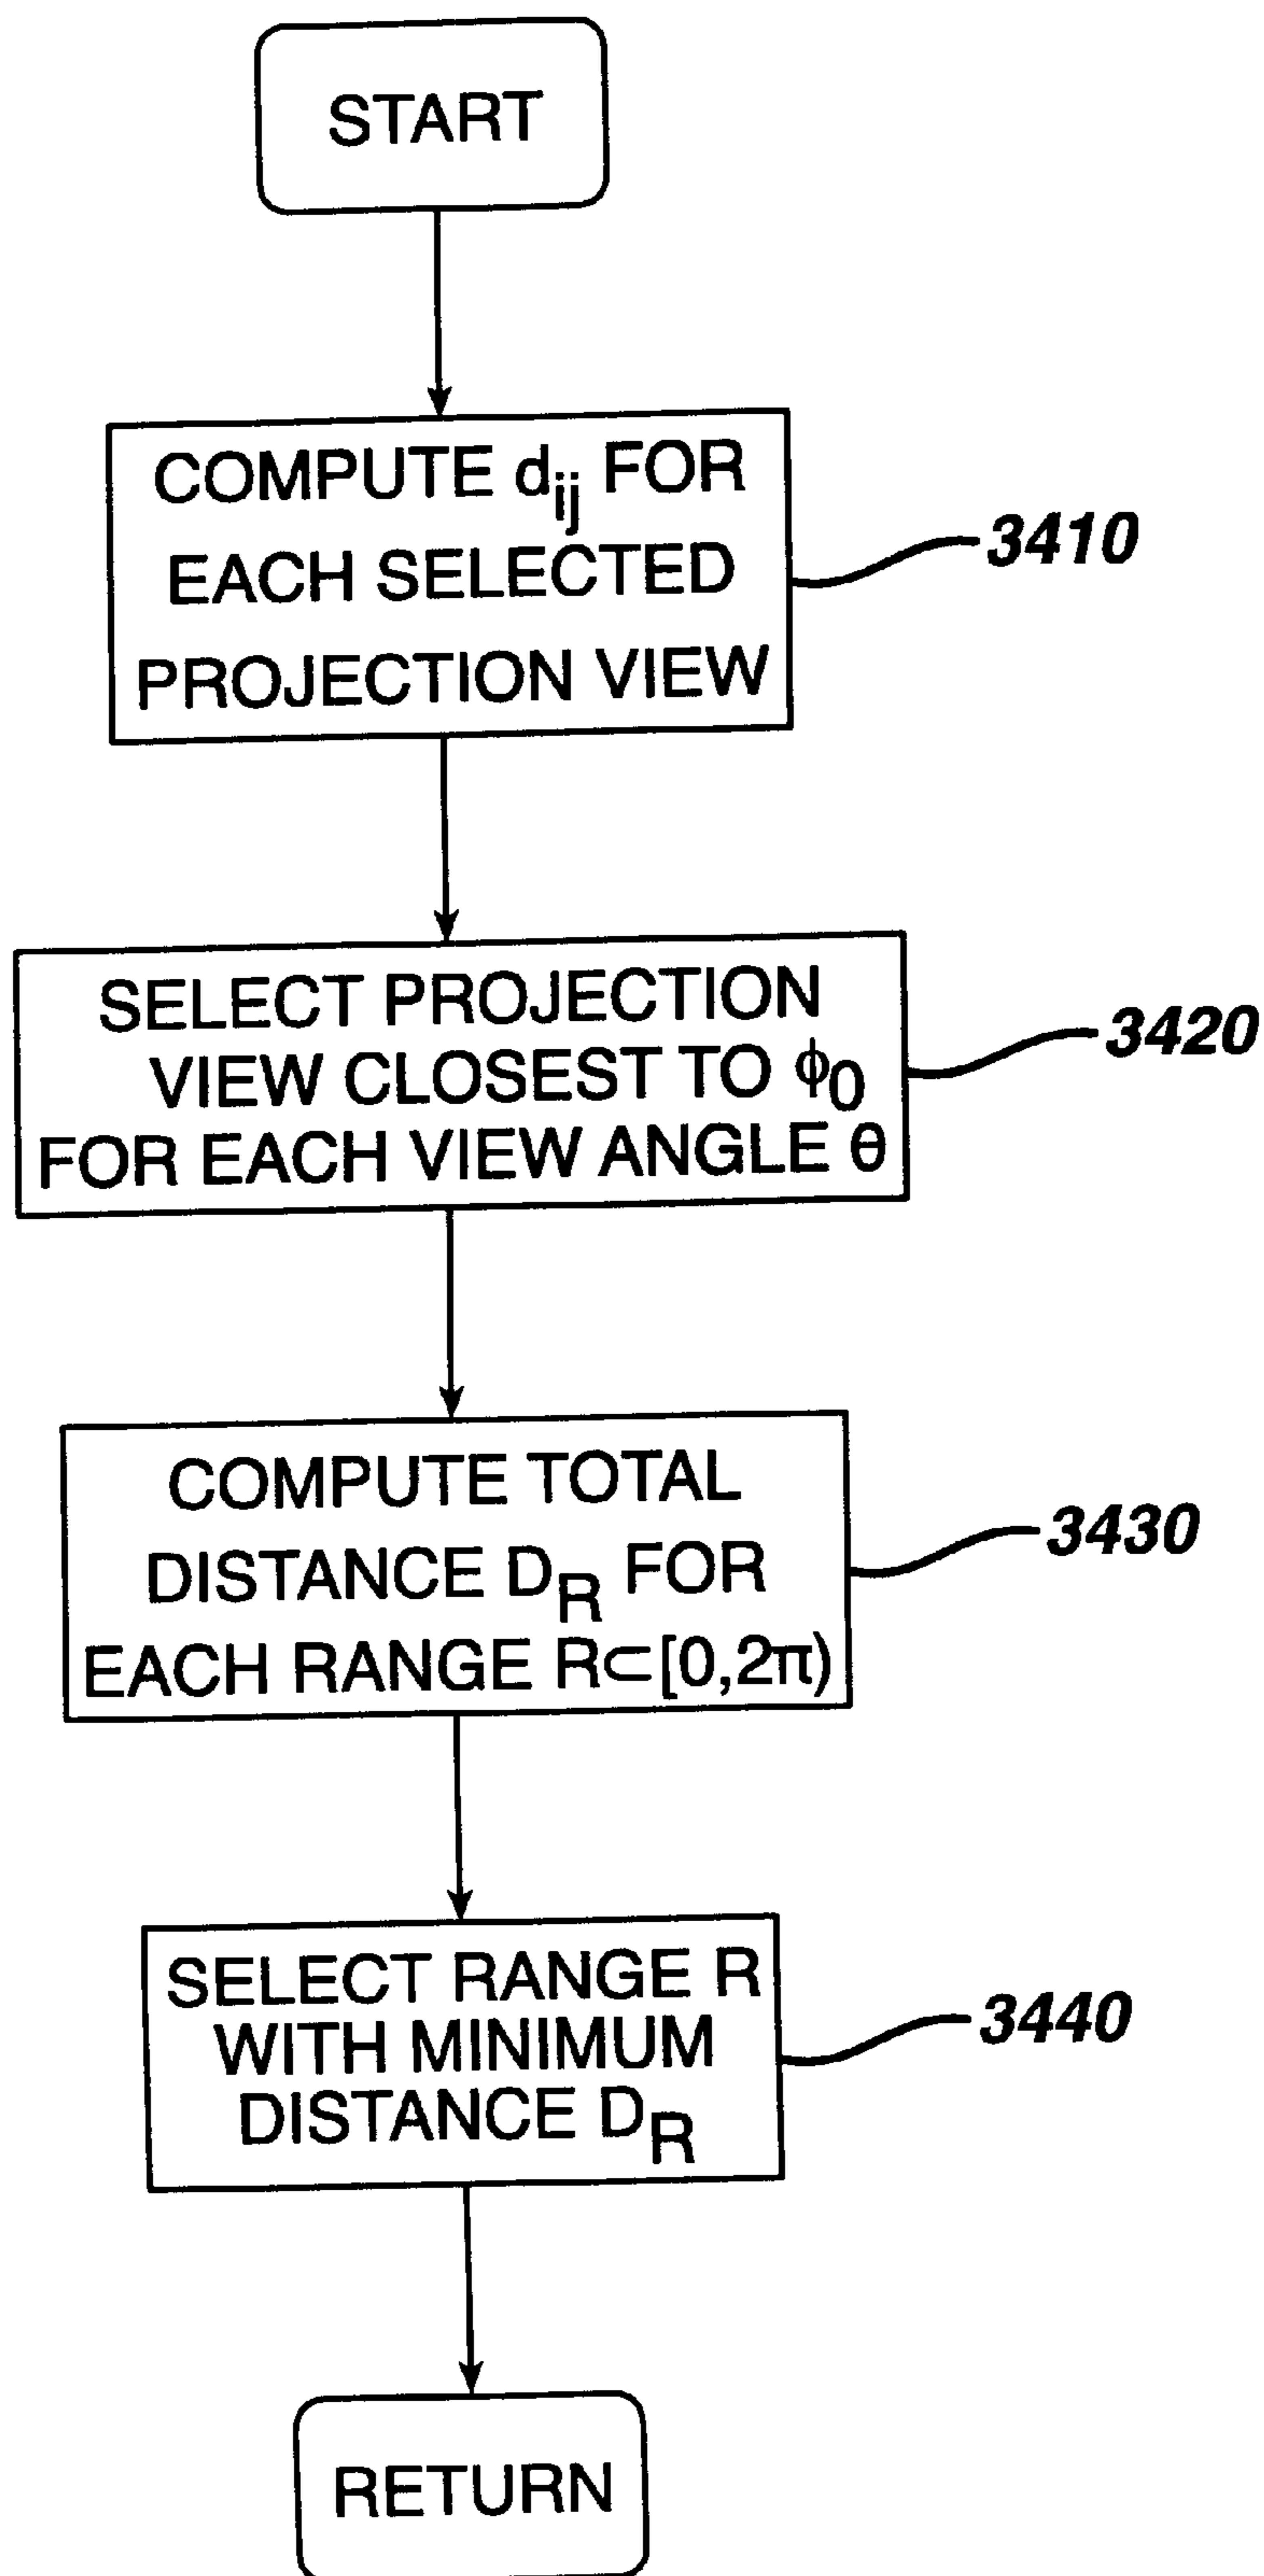 START
COMPUTE dij FOR
EACH SELECTED
PROJECTION VIEW
3410
SELECT PROJECTION
VIEW CLOSEST TO ϕ0
FOR EACH VIEW ANGLE θ
3420
COMPUTE TOTAL
DISTANCE DR FOR
EACH RANGE R⊂[0,2π)
3430
SELECT RANGE R
WITH MINIMUM
DISTANCE DR
3440
RETURN